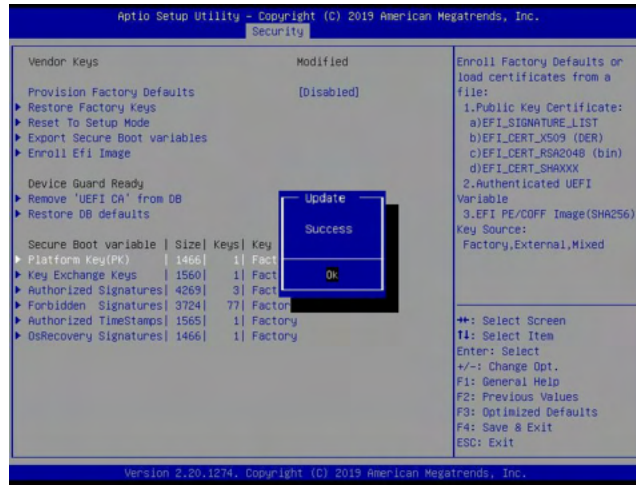 Aptio Setup Utility – Copyright (C) 2019 American Megatrends, Inc.
Security
Vendor Keys Modified
Provision Factory Defaults [Disabled]
Restore Factory Keys
Reset To Setup Mode
Export Secure Boot variables
Enroll Efi Image
Device Guard Ready
Remove 'UEFI CA' from DB
Restore DB defaults
Secure Boot variable | Size| Keys| Key
Platform Key(PK) | 1466| 1| Fact
Key Exchange Keys | 1560| 1| Fact
Authorized Signatures| 4269| 3| Fact
Forbidden Signatures| 3724| 77| Factor
Authorized TimeStamps| 1565| 1| Factory
OsRecovery Signatures| 1466| 1| Factory
Update
Success
Ok
Enroll Factory Defaults or
load certificates from a
file:
1.Public Key Certificate:
a)EFI_SIGNATURE_LIST
b)EFI_CERT_X509 (DER)
c)EFI_CERT_RSA2048 (bin)
d)EFI_CERT_SHAXXX
2.Authenticated UEFI
Variable
3.EFI PE/COFF Image(SHA256)
Key Source:
Factory,External,Mixed
→←: Select Screen
↑↓: Select Item
Enter: Select
+/-: Change Opt.
F1: General Help
F2: Previous Values
F3: Optimized Defaults
F4: Save & Exit
ESC: Exit
Version 2.20.1274. Copyright (C) 2019 American Megatrends, Inc.